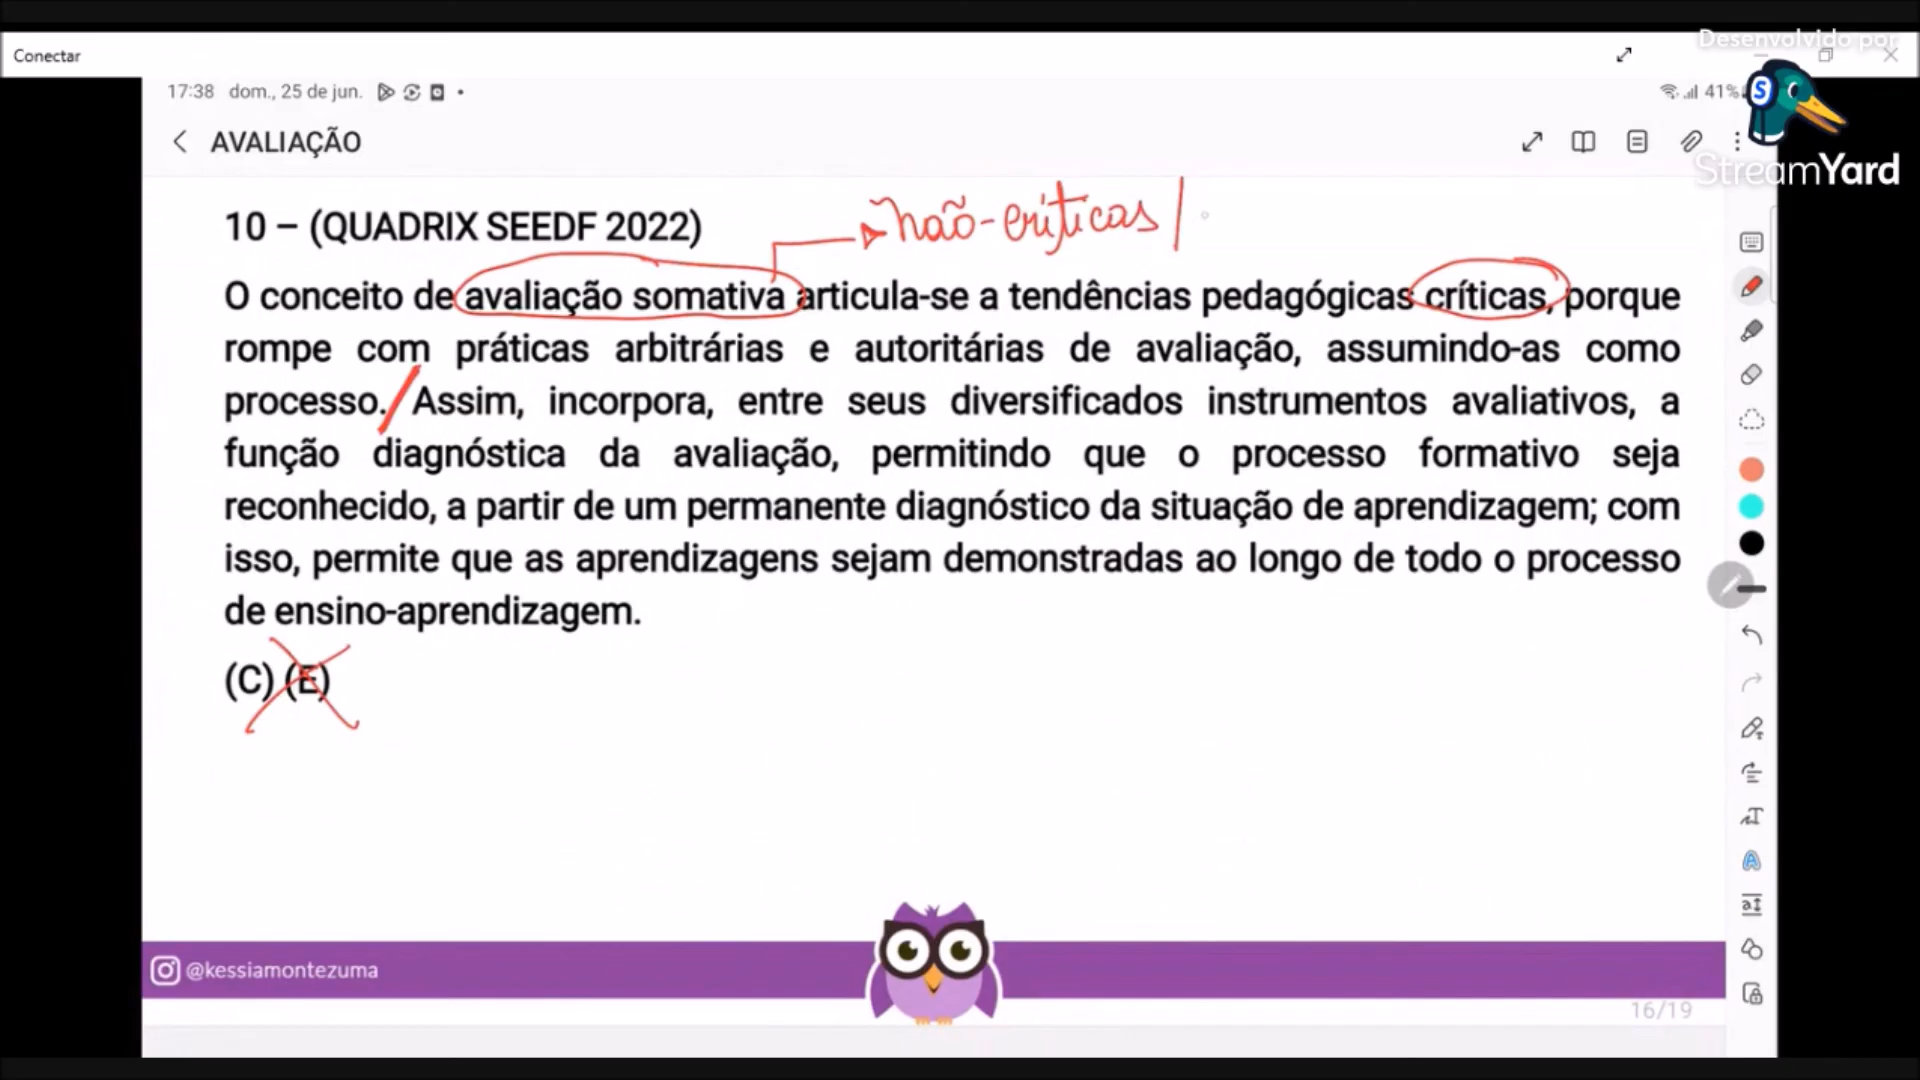 Desenvolvido por
Conectar
17:38 dom., 25 de jun.
41%
StreamYard
AVALIAÇÃO
10 – (QUADRIX SEEDF 2022)
não-críticas
O conceito de avaliação somativa articula-se a tendências pedagógicas críticas, porque
rompe com práticas arbitrárias e autoritárias de avaliação, assumindo-as como
processo. Assim, incorpora, entre seus diversificados instrumentos avaliativos, a
função diagnóstica da avaliação, permitindo que o processo formativo seja
reconhecido, a partir de um permanente diagnóstico da situação de aprendizagem; com
isso, permite que as aprendizagens sejam demonstradas ao longo de todo o processo
de ensino-aprendizagem.
(C) (E)
@kessiamontezuma
16/19